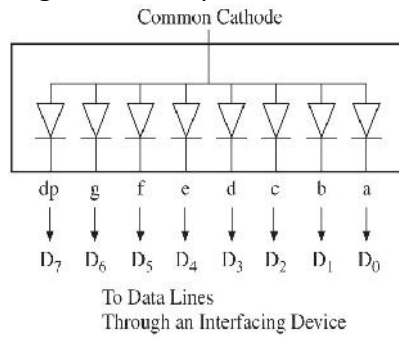 Common Cathode
dp g f e d c b a
D₇ D₆ D₅ D₄ D₃ D₂ D₁ D₀
To Data Lines
Through an Interfacing Device